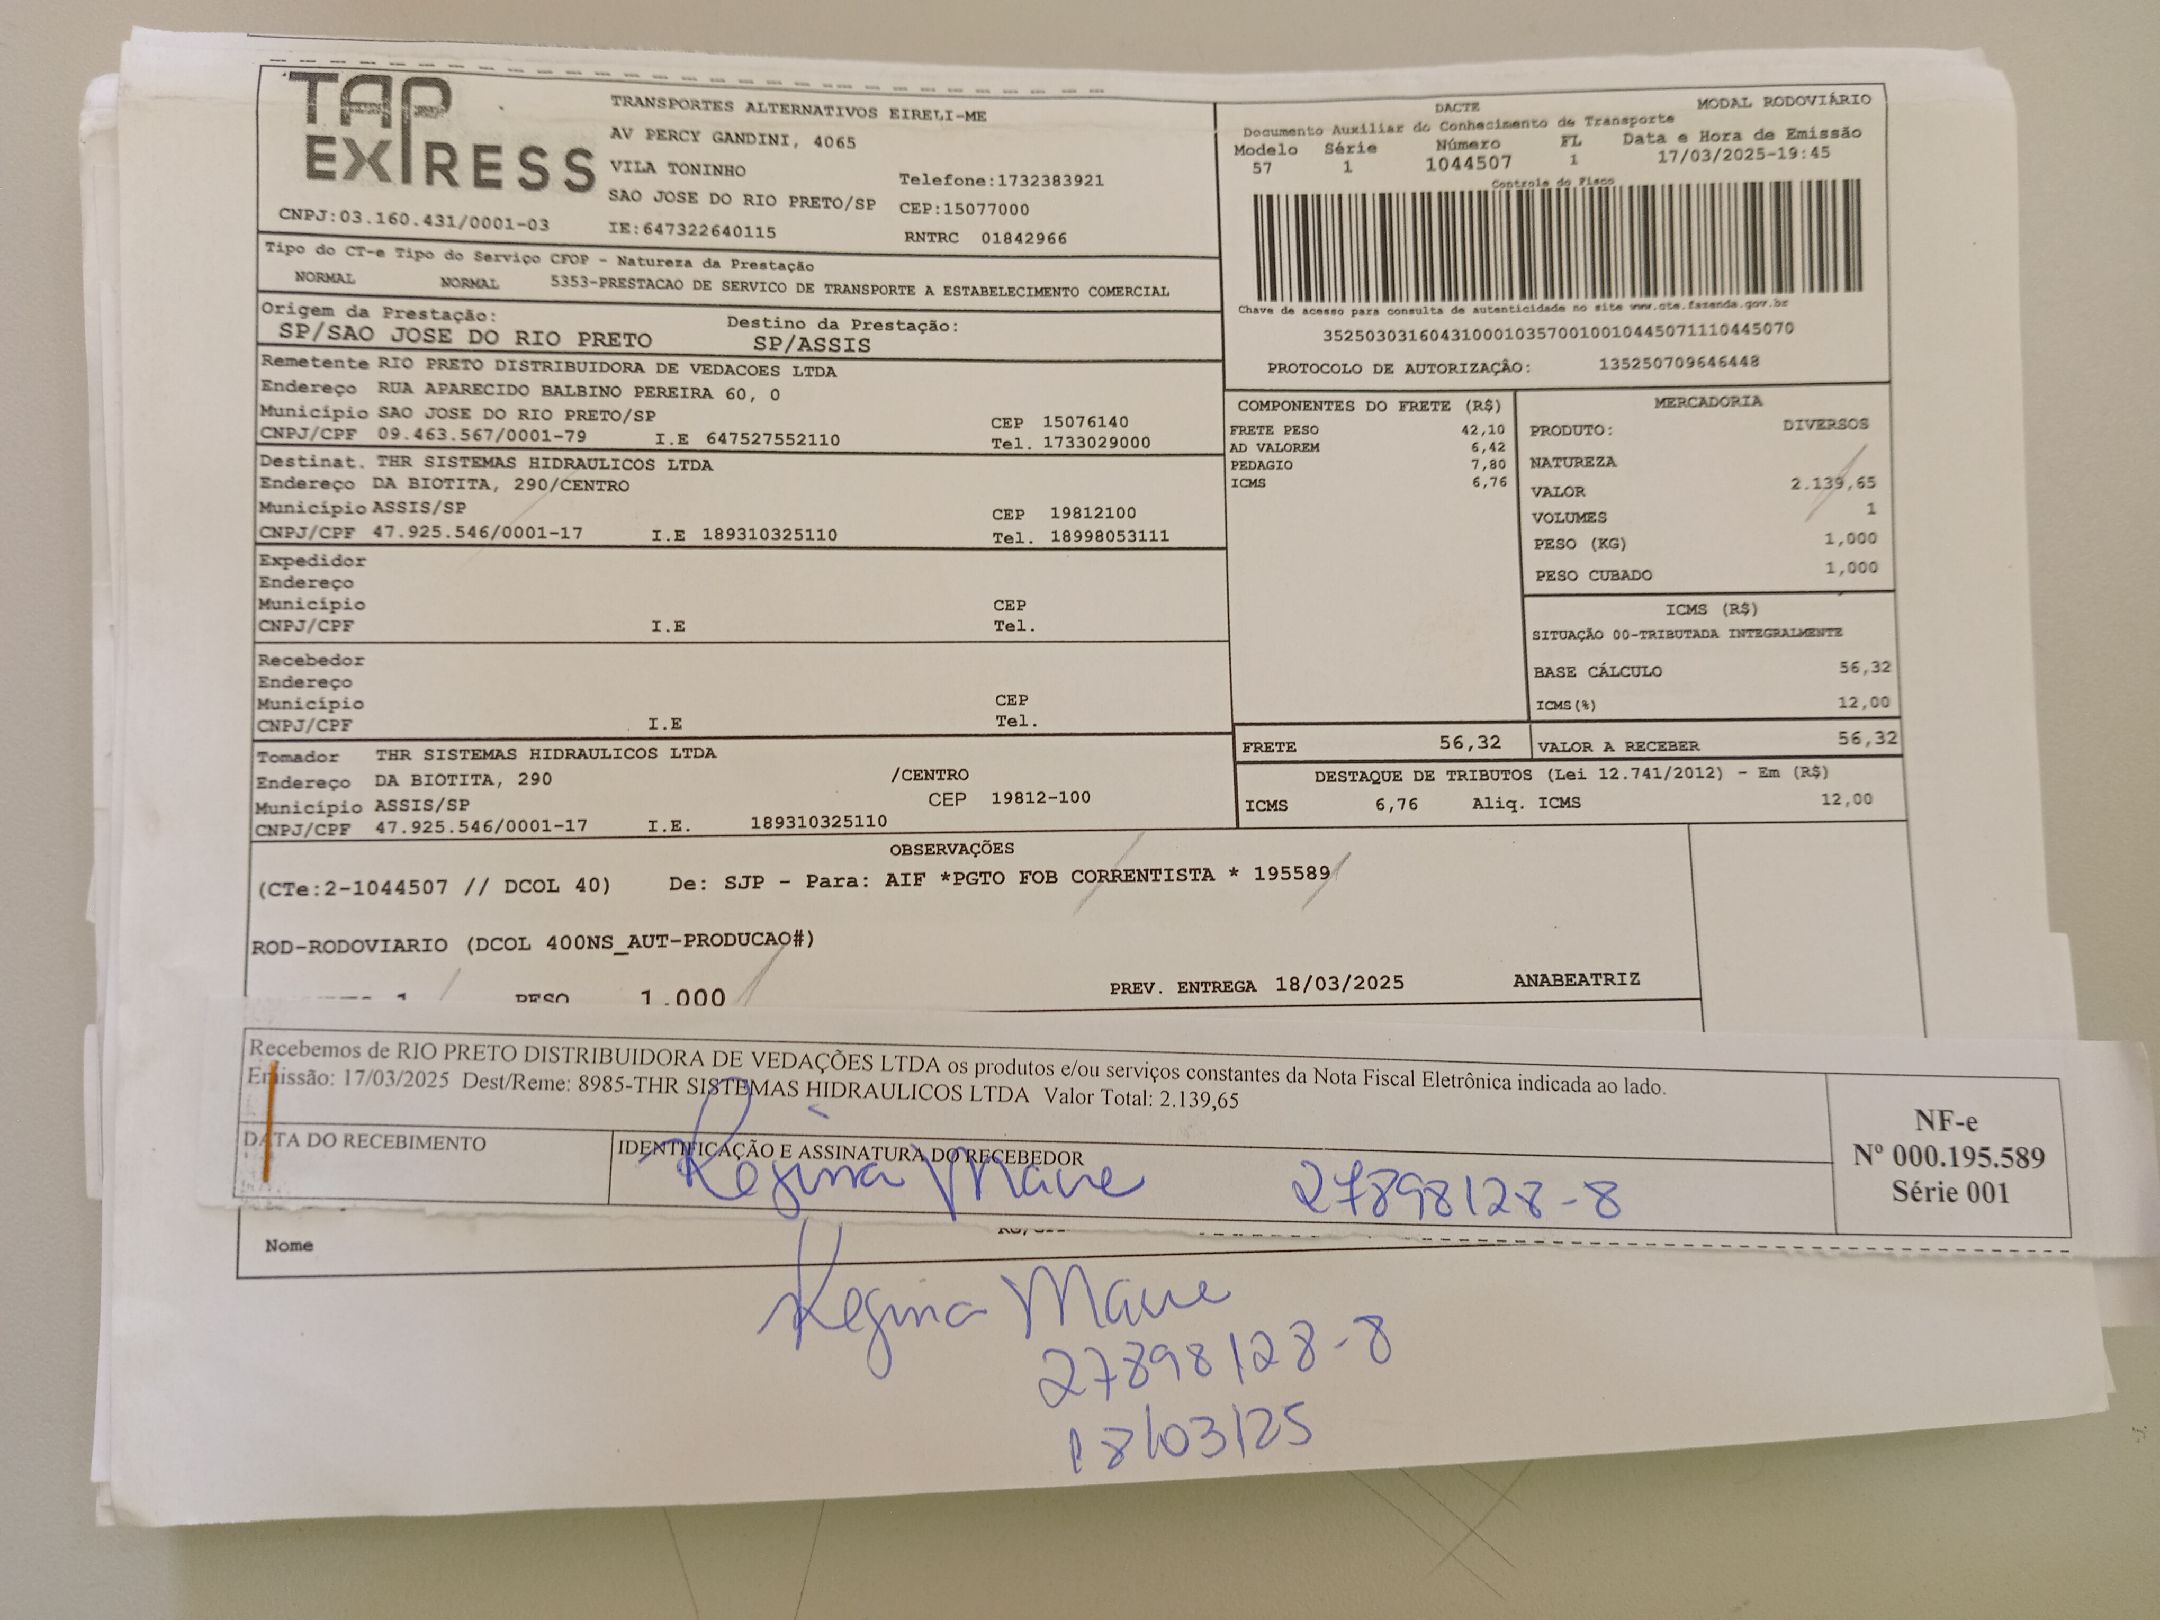 TAP
EXPRESS
TRANSPORTES ALTERNATIVOS EIRELI-ME
AV PERCY GANDINI, 4065
VILA TONINHO
Telefone:1732383921
SAO JOSE DO RIO PRETO/SP CEP:15077000
CNPJ:03.160.431/0001-03 IE:647322640115 RNTRC 01842966
DACTE MODAL RODOVIÁRIO
Documento Auxiliar do Conhecimento de Transporte
Modelo Série Número FL Data e Hora de Emissão
57 1 1044507 1 17/03/2025-19:45
Controle do Fisco
Chave de acesso para consulta de autenticidade no site www.cte.fazenda.gov.br
35250303160431000103570010010445071110445070
PROTOCOLO DE AUTORIZAÇÃO: 135250709646448
Tipo do CT-e Tipo do Serviço CFOP - Natureza da Prestação
NORMAL NORMAL 5353-PRESTACAO DE SERVICO DE TRANSPORTE A ESTABELECIMENTO COMERCIAL
Origem da Prestação: Destino da Prestação:
SP/SAO JOSE DO RIO PRETO SP/ASSIS
Remetente RIO PRETO DISTRIBUIDORA DE VEDACOES LTDA
Endereço RUA APARECIDO BALBINO PEREIRA 60, 0
Município SAO JOSE DO RIO PRETO/SP CEP 15076140
CNPJ/CPF 09.463.567/0001-79 I.E 647527552110 Tel. 1733029000
Destinat. THR SISTEMAS HIDRAULICOS LTDA
Endereço DA BIOTITA, 290/CENTRO
Município ASSIS/SP CEP 19812100
CNPJ/CPF 47.925.546/0001-17 I.E 189310325110 Tel. 18998053111
Expedidor
Endereço
Município CEP
CNPJ/CPF I.E Tel.
Recebedor
Endereço
Município CEP
CNPJ/CPF I.E Tel.
Tomador THR SISTEMAS HIDRAULICOS LTDA
Endereço DA BIOTITA, 290 /CENTRO
Município ASSIS/SP CEP 19812-100
CNPJ/CPF 47.925.546/0001-17 I.E. 189310325110
COMPONENTES DO FRETE (R$)
FRETE PESO 42,10
AD VALOREM 6,42
PEDAGIO 7,80
ICMS 6,76
MERCADORIA
PRODUTO: DIVERSOS
NATUREZA
VALOR 2.139,65
VOLUMES 1
PESO (KG) 1,000
PESO CUBADO 1,000
ICMS (R$)
SITUAÇÃO 00-TRIBUTADA INTEGRALMENTE
BASE CÁLCULO 56,32
ICMS(%) 12,00
FRETE 56,32 VALOR A RECEBER 56,32
DESTAQUE DE TRIBUTOS (Lei 12.741/2012) - Em (R$)
ICMS 6,76 Aliq. ICMS 12,00
OBSERVAÇÕES
(CTe:2-1044507 // DCOL 40) De: SJP - Para: AIF *PGTO FOB CORRENTISTA * 195589
ROD-RODOVIARIO (DCOL 400NS_AUT-PRODUCAO#)
1 PESO 1.000 PREV. ENTREGA 18/03/2025 ANABEATRIZ
Recebemos de RIO PRETO DISTRIBUIDORA DE VEDAÇÕES LTDA os produtos e/ou serviços constantes da Nota Fiscal Eletrônica indicada ao lado.
Emissão: 17/03/2025 Dest/Reme: 8985-THR SISTEMAS HIDRAULICOS LTDA Valor Total: 2.139,65
DATA DO RECEBIMENTO IDENTIFICAÇÃO E ASSINATURA DO RECEBEDOR
NF-e
Nº 000.195.589
Série 001
Regina Mave 27898128-8
Nome
Regina Mave
27898128-8
18/03/25